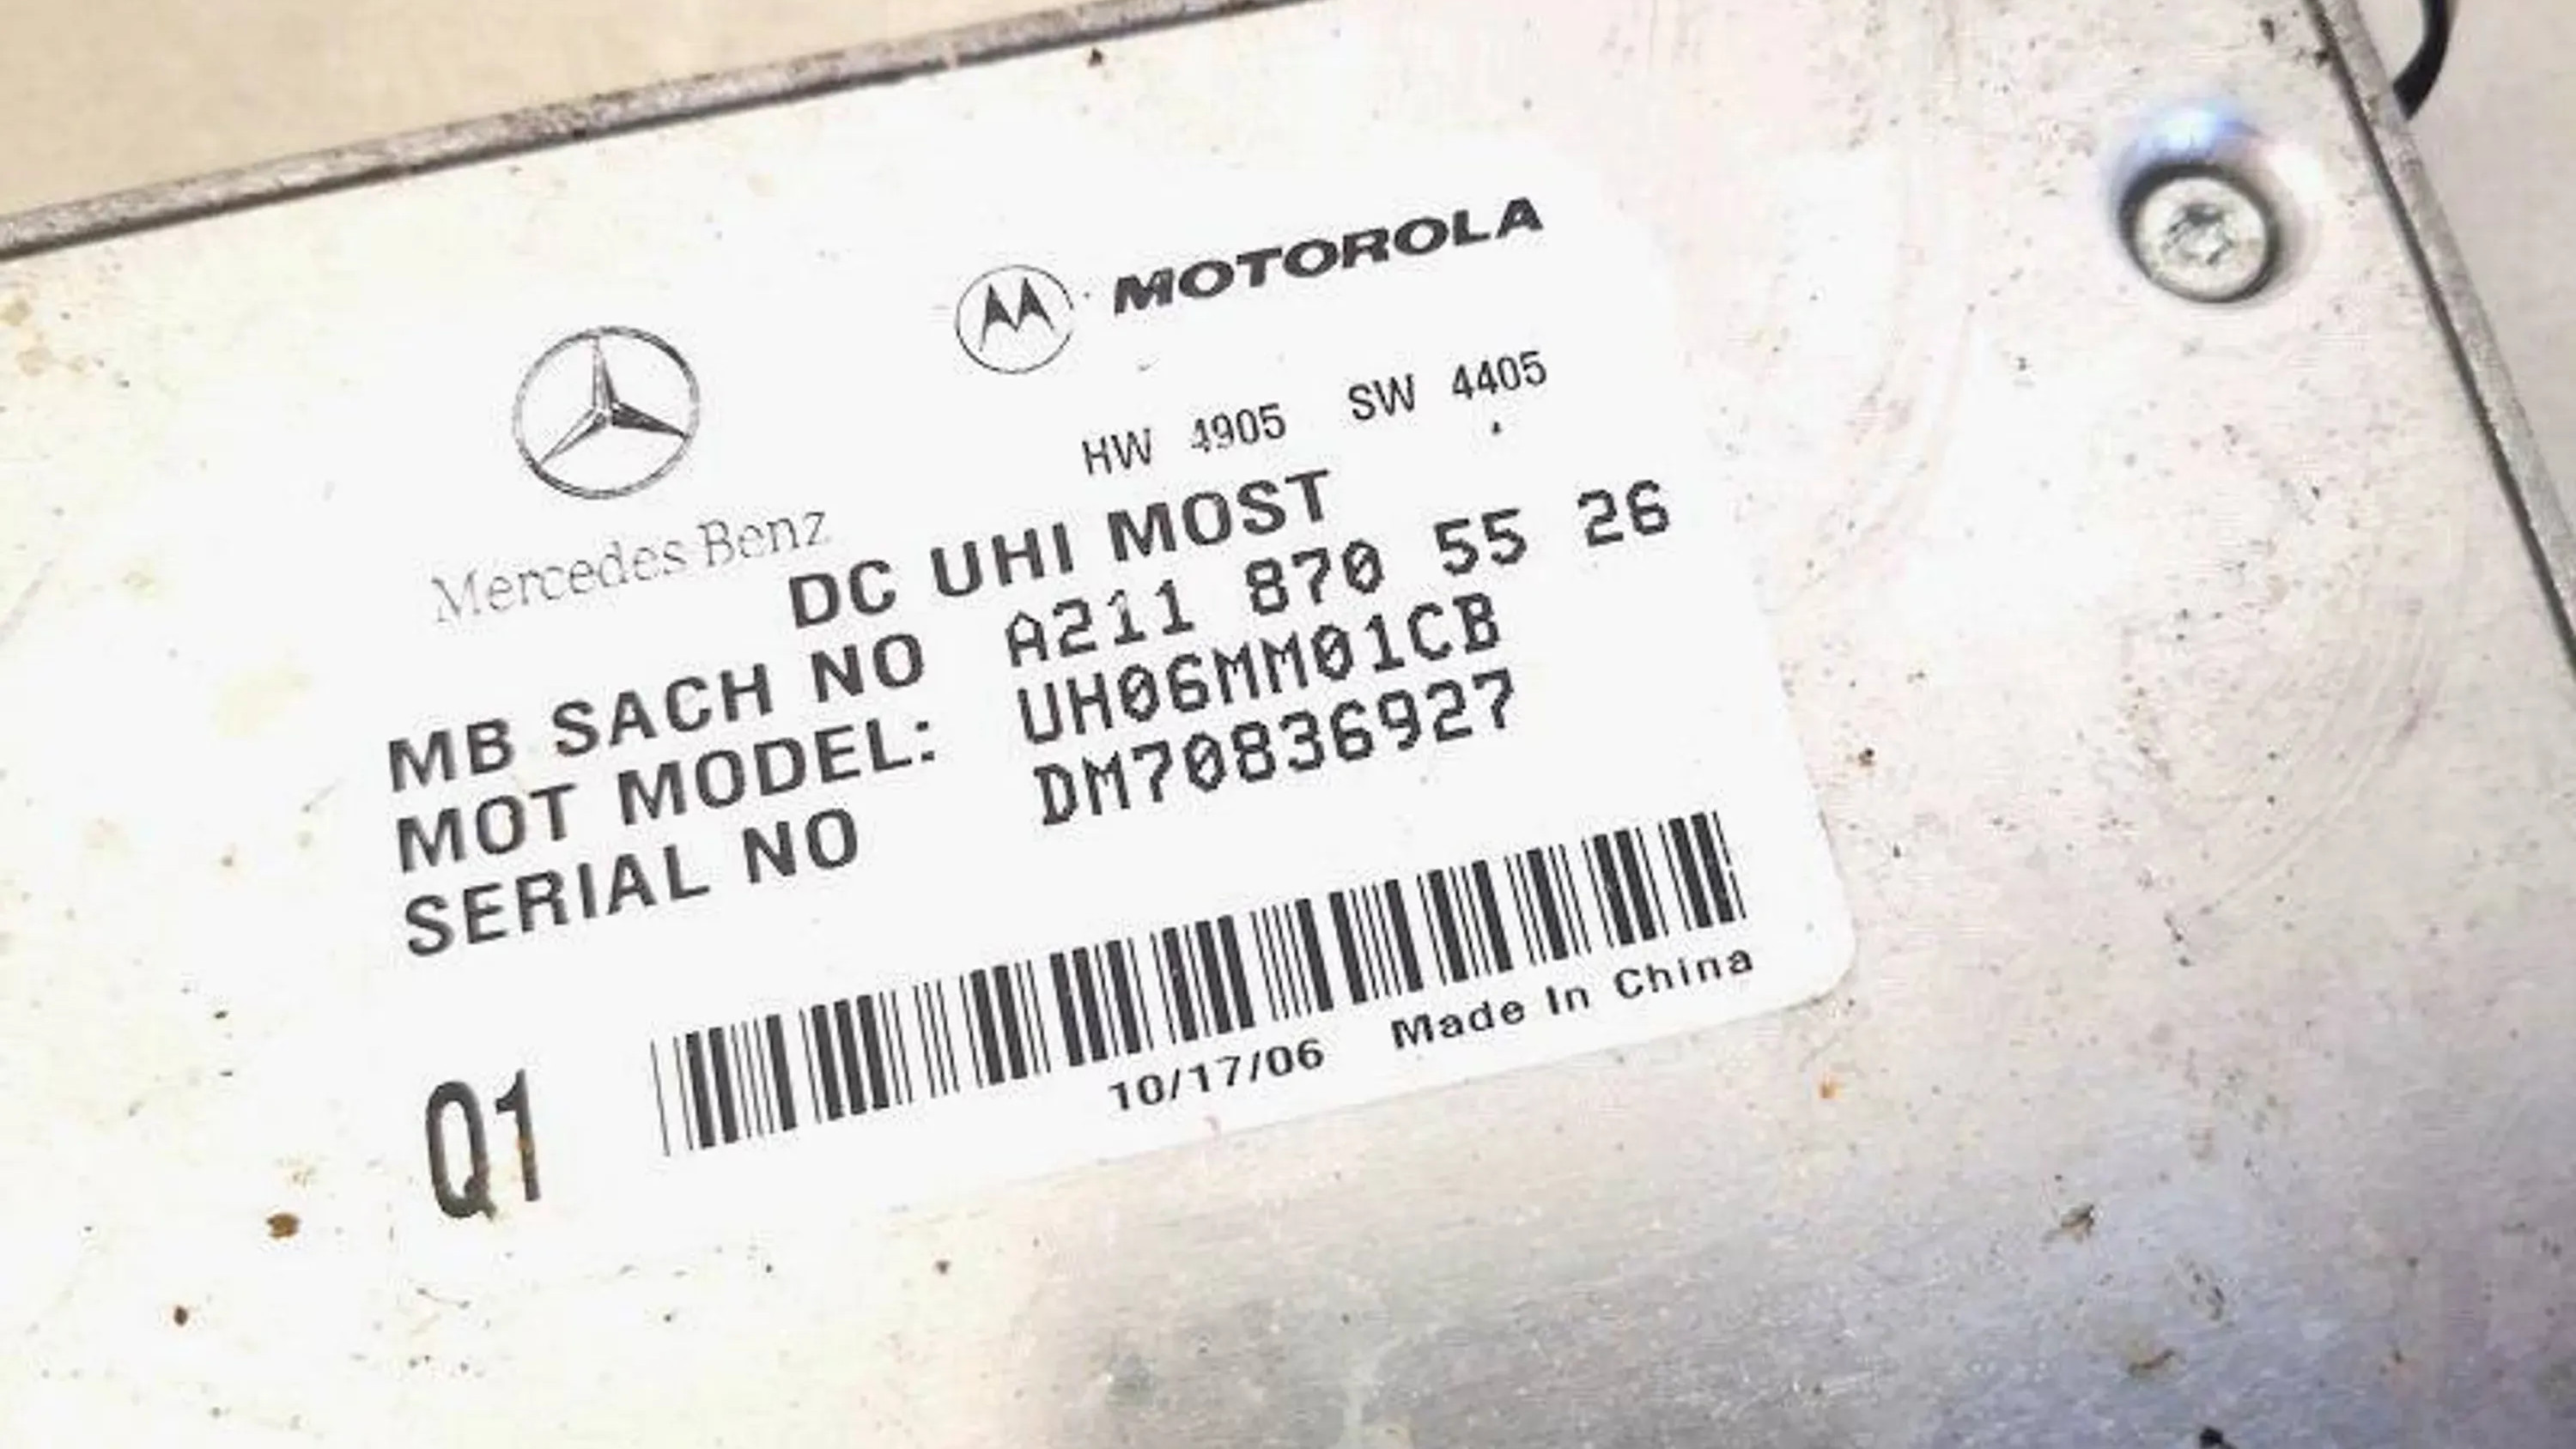 MOTOROLA
HW 4905 SW 4405
Mercedes Benz
DC UHI MOST
MB SACH NO A211 870 55 26
MOT MODEL: UH06MM01CB
SERIAL NO DM70836927
Q1
10/17/06 Made In China